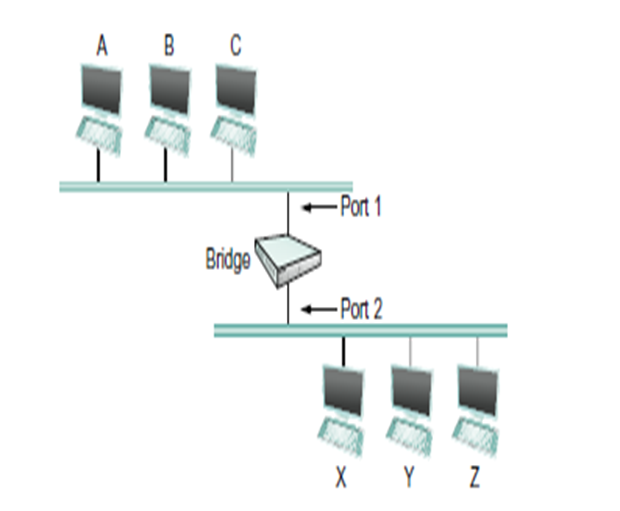 A B C
Port 1
Bridge
Port 2
X Y Z